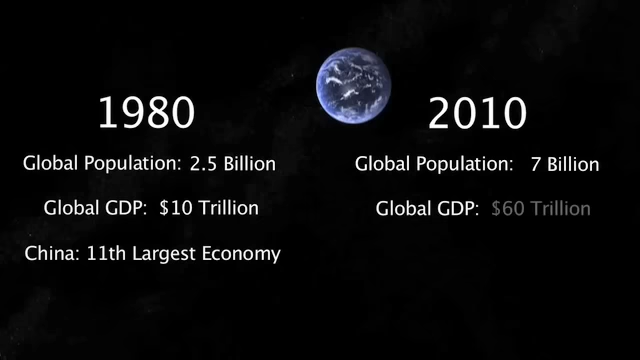 1980
Global Population: 2.5 Billion
Global GDP: $10 Trillion
China: 11th Largest Economy
2010
Global Population: 7 Billion
Global GDP: $60 Trillion